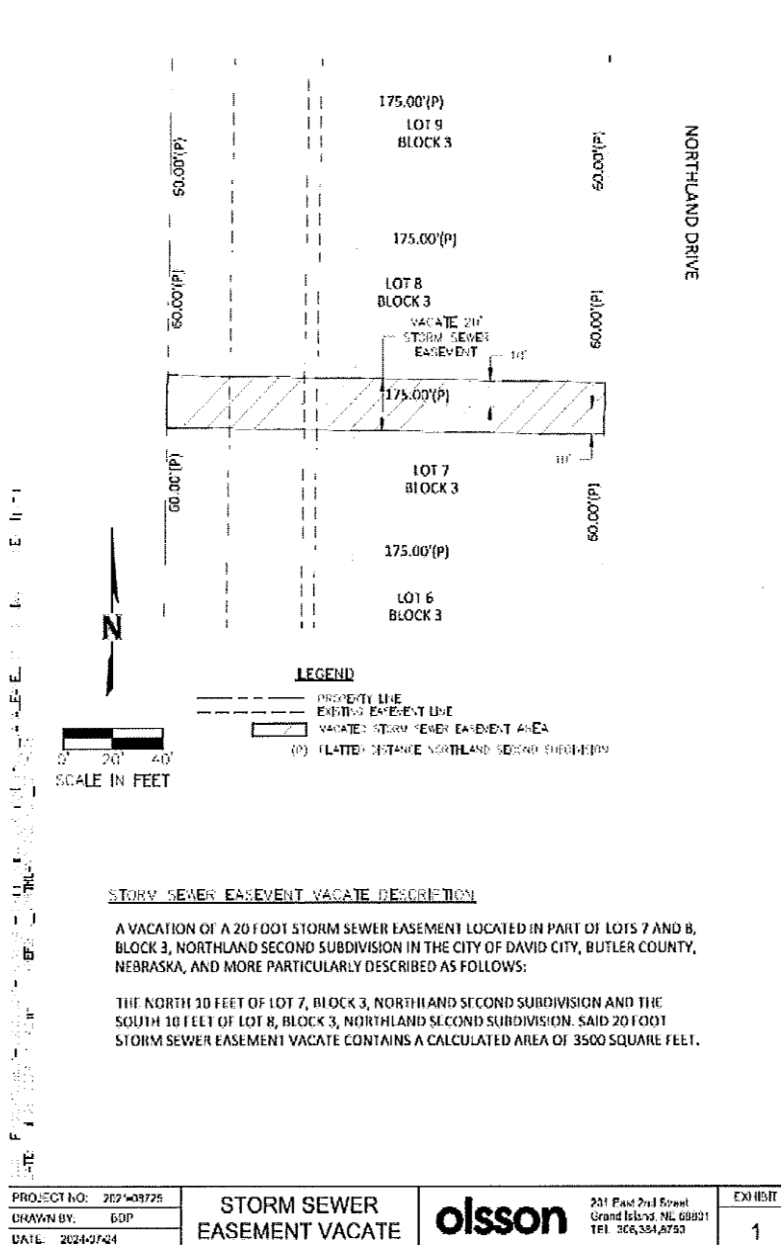 175.00'(P)
LOT 9
BLOCK 3
60.00'(P)
60.00'(P)
NORTHLAND DRIVE
175.00'(P)
60.00'(P)
LOT 8
BLOCK 3
60.00'(P)
VACATE 20'
STORM SEWER
EASEMENT
10'
175.00'(P)
10'
60.00'(P)
LOT 7
BLOCK 3
60.00'(P)
175.00'(P)
LOT 6
BLOCK 3
N
LEGEND
PROPERTY LINE
EXISTING EASEMENT LINE
VACATED STORM SEWER EASEMENT AREA
(P) PLATTED DISTANCE NORTHLAND SECOND SUBDIVISION
0' 20' 40'
SCALE IN FEET
STORM SEWER EASEMENT VACATE DESCRIPTION
A VACATION OF A 20 FOOT STORM SEWER EASEMENT LOCATED IN PART OF LOTS 7 AND 8,
BLOCK 3, NORTHLAND SECOND SUBDIVISION IN THE CITY OF DAVID CITY, BUTLER COUNTY,
NEBRASKA, AND MORE PARTICULARLY DESCRIBED AS FOLLOWS:
THE NORTH 10 FEET OF LOT 7, BLOCK 3, NORTHLAND SECOND SUBDIVISION AND THE
SOUTH 10 FEET OF LOT 8, BLOCK 3, NORTHLAND SECOND SUBDIVISION. SAID 20 FOOT
STORM SEWER EASEMENT VACATE CONTAINS A CALCULATED AREA OF 3500 SQUARE FEET.
PROJECT NO: 2021-08725
DRAWN BY:
DATE: 2024-07-24
STORM SEWER
EASEMENT VACATE
olsson
201 East 2nd Street
Grand Island, NE 68801
TEL. 308.384.8750
EXHIBIT
1